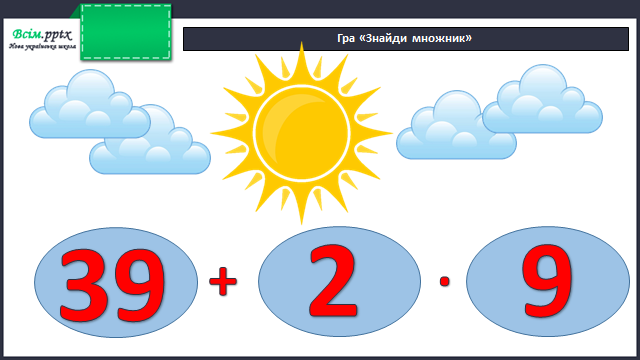 Всім.pptx
Нова українська школа
Гра «Знайди множник»
39 + 2 · 9